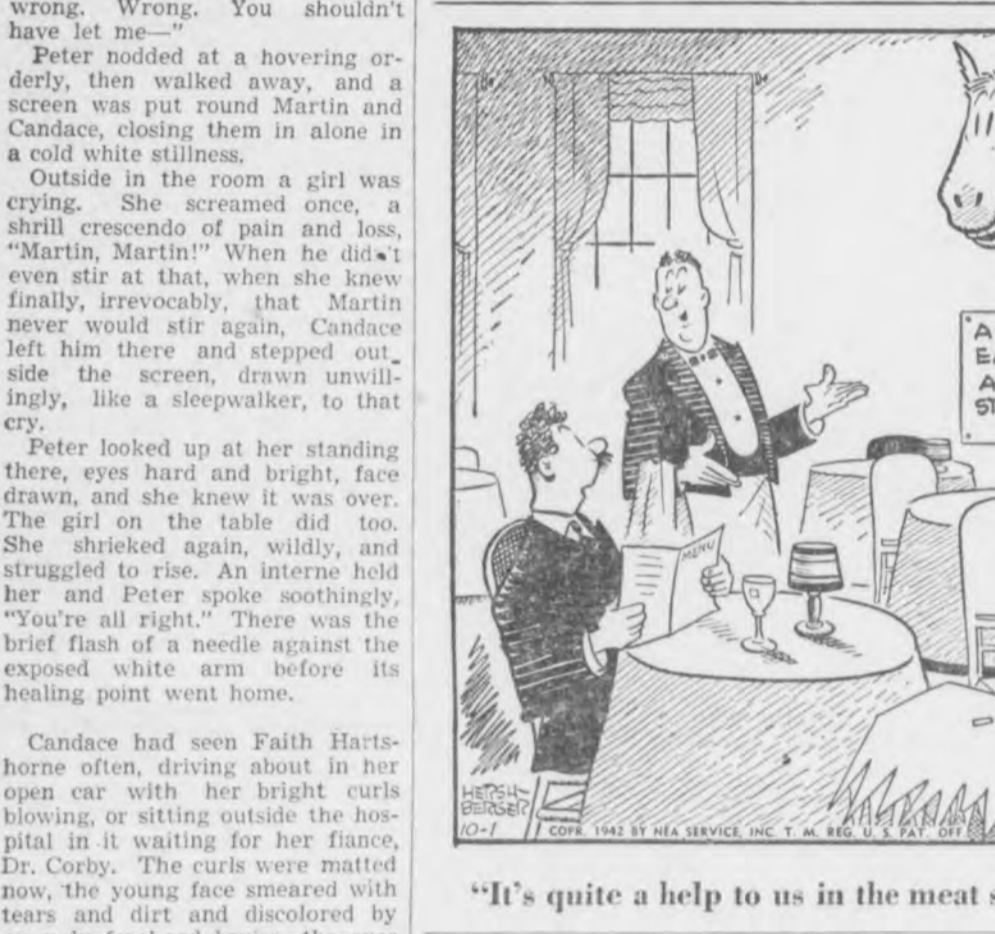 wrong. Wrong. You shouldn't
have let me—"
Peter nodded at a hovering or-
derly, then walked away, and a
screen was put round Martin and
Candace, closing them in alone in
a cold white stillness.
Outside in the room a girl was
crying. She screamed once, a
shrill crescendo of pain and loss,
"Martin, Martin!" When he didn't
even stir at that, when she knew
finally, irrevocably, that Martin
never would stir again, Candace
left him there and stepped out_
side the screen, drawn unwill-
ingly, like a sleepwalker, to that
cry.
Peter looked up at her standing
there, eyes hard and bright, face
drawn, and she knew it was over.
The girl on the table did too.
She shrieked again, wildly, and
struggled to rise. An interne held
her and Peter spoke soothingly,
"You're all right." There was the
brief flash of a needle against the
exposed white arm before its
healing point went home.
Candace had seen Faith Harts-
horne often, driving about in her
open car with her bright curls
blowing, or sitting outside the hos-
pital in it waiting for her fiance,
Dr. Corby. The curls were matted
now, the young face smeared with
tears and dirt and discolored by
A
E
A
ST
MENU
HERSH-
BERGER
10-1
COPR. 1942 BY NEA SERVICE, INC. T. M. REG. U. S. PAT. OFF.
"It's quite a help to us in the meat s